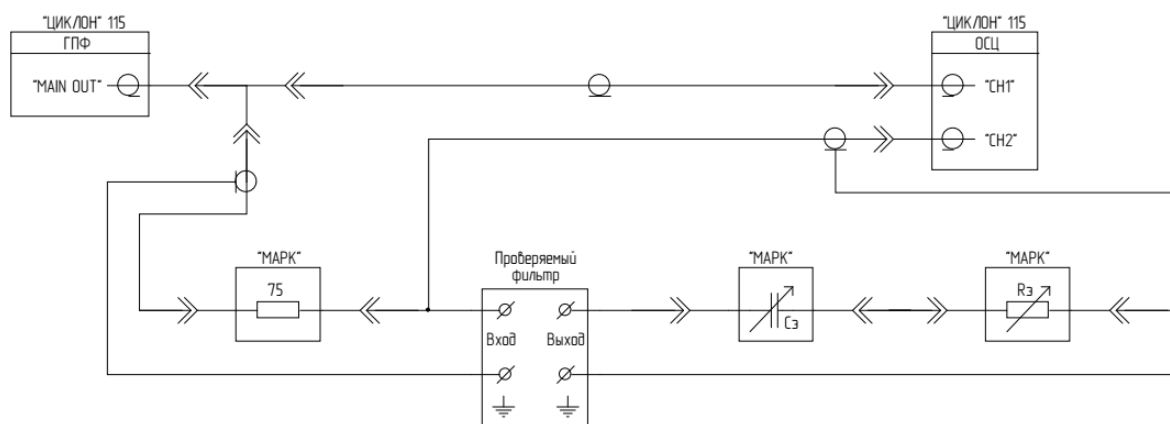 "ЦИКЛОН" 115
ГПФ
"MAIN OUT"
"ЦИКЛОН" 115
ОСЦ
"CH1"
"CH2"
"МАРК"
75
Проверяемый
фильтр
Вход
Выход
"МАРК"
Cэ
"МАРК"
Rэ